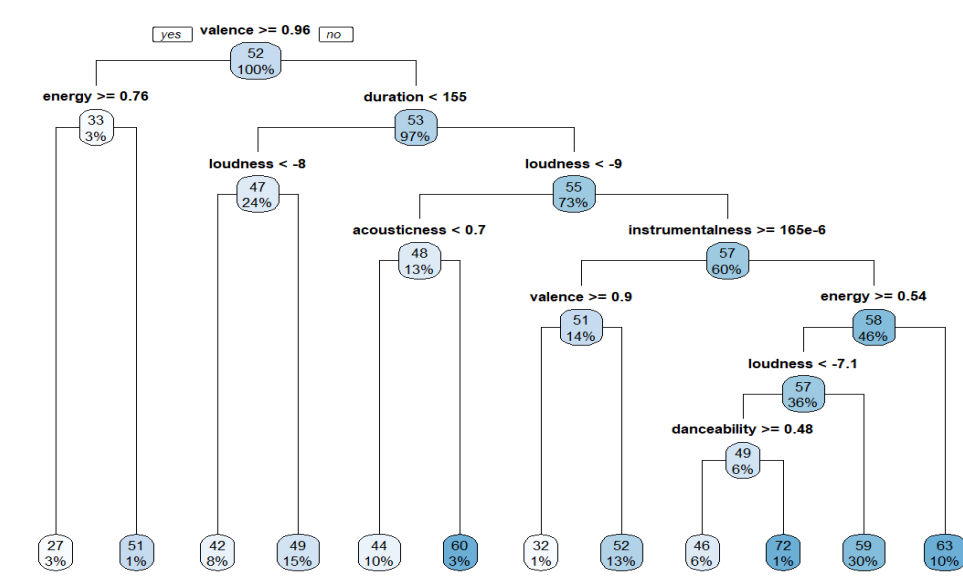 yes valence >= 0.96 no
52
100%
energy >= 0.76 duration < 155
33 53
3% 97%
loudness < -8 loudness < -9
47 55
24% 73%
acousticness < 0.7 instrumentalness >= 165e-6
48 57
13% 60%
valence >= 0.9 energy >= 0.54
51 58
14% 46%
loudness < -7.1
57
36%
danceability >= 0.48
49
6%
27 51 42 49 44 60 32 52 46 72 59 63
3% 1% 8% 15% 10% 3% 1% 13% 6% 1% 30% 10%